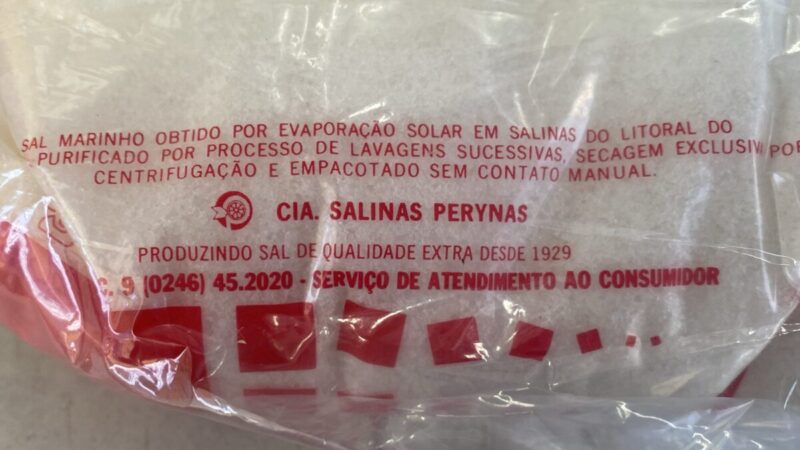 SAL MARINHO OBTIDO POR EVAPORAÇÃO SOLAR EM SALINAS DO LITORAL DO
PURIFICADO POR PROCESSO DE LAVAGENS SUCESSIVAS, SECAGEM EXCLUSIV POR
CENTRIFUGAÇÃO E EMPACOTADO SEM CONTATO MANUAL.
CIA. SALINAS PERYNAS
PRODUZINDO SAL DE QUALIDADE EXTRA DESDE 1929
C. 9 (0246) 45.2020 - SERVIÇO DE ATENDIMENTO AO CONSUMIDOR